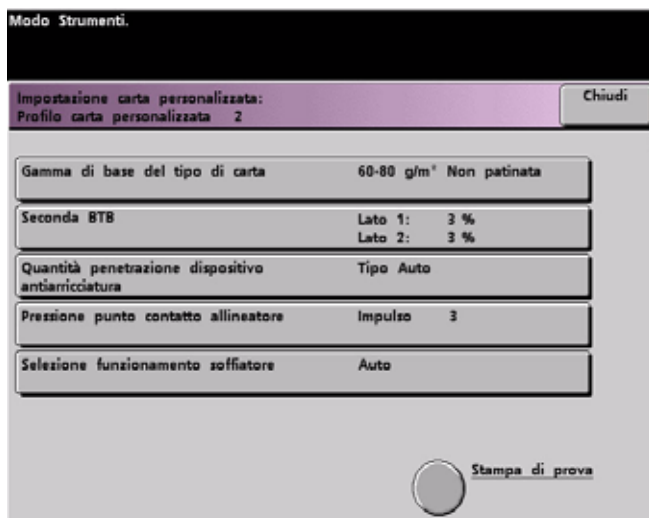 Modo Strumenti.
Impostazione carta personalizzata:
Profilo carta personalizzata 2
Chiudi
Gamma di base del tipo di carta 60-80 g/m² Non patinata
Seconda BTB Lato 1: 3 %
Lato 2: 3 %
Quantità penetrazione dispositivo Tipo Auto
antiarricciatura
Pressione punto contatto allineatore Impulso 3
Selezione funzionamento soffiatore Auto
Stampa di prova